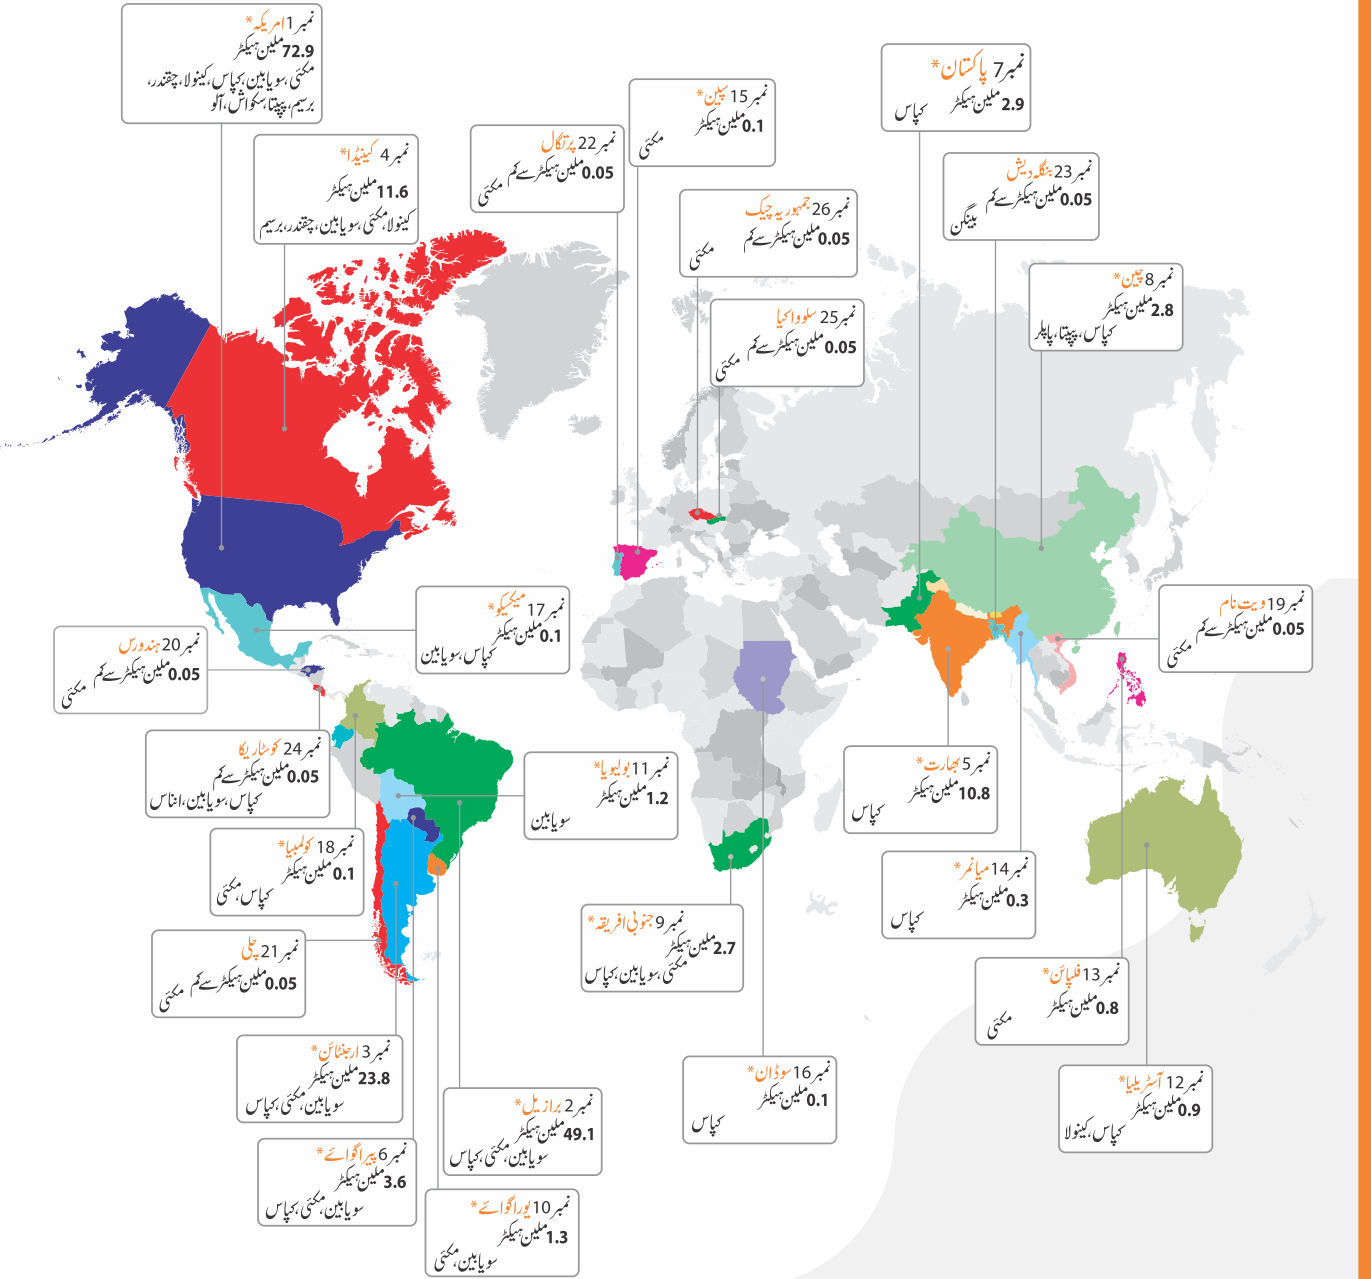 نمبر 1 امریکہ*
72.9 ملین ہیکٹر
مکئی، سویابین، کپاس، کینولا، چقندر،
برسیم، پپیتا، سکواش، آلو
نمبر 4 کینیڈا*
11.6 ملین ہیکٹر
کینولا، مکئی، سویابین، چقندر، برسیم
نمبر 22 پرتگال
0.05 ملین ہیکٹر سے کم
مکئی
نمبر 15 سپین*
0.1 ملین ہیکٹر
مکئی
نمبر 7 پاکستان*
2.9 ملین ہیکٹر
کپاس
نمبر 23 بنگلہ دیش
0.05 ملین ہیکٹر سے کم
بینگن
نمبر 26 جمہوریہ چیک
0.05 ملین ہیکٹر سے کم
مکئی
نمبر 25 سلوواکیا
0.05 ملین ہیکٹر سے کم
مکئی
نمبر 8 چین*
2.8 ملین ہیکٹر
کپاس، پپیتا، پاپلر
نمبر 17 میکسیکو*
0.1 ملین ہیکٹر
کپاس، سویابین
نمبر 19 ویت نام
0.05 ملین ہیکٹر سے کم
مکئی
نمبر 20 ہندورس
0.05 ملین ہیکٹر سے کم
مکئی
نمبر 24 کوسٹاریکا
0.05 ملین ہیکٹر سے کم
کپاس، سویابین، انناس
نمبر 11 بولیویا*
1.2 ملین ہیکٹر
سویابین
نمبر 5 بھارت*
10.8 ملین ہیکٹر
کپاس
نمبر 18 کولمبیا*
0.1 ملین ہیکٹر
کپاس، مکئی
نمبر 14 میانمر*
0.3 ملین ہیکٹر
کپاس
نمبر 9 جنوبی افریقہ*
2.7 ملین ہیکٹر
مکئی، سویابین، کپاس
نمبر 21 چلی
0.05 ملین ہیکٹر سے کم
مکئی
نمبر 13 فلپائن*
0.8 ملین ہیکٹر
مکئی
نمبر 3 ارجنٹائن*
23.8 ملین ہیکٹر
سویابین، مکئی، کپاس
نمبر 16 سوڈان*
0.1 ملین ہیکٹر
کپاس
نمبر 12 آسٹریلیا*
0.9 ملین ہیکٹر
کپاس، کینولا
نمبر 2 برازیل*
49.1 ملین ہیکٹر
سویابین، مکئی، کپاس
نمبر 6 پیراگوائے*
3.6 ملین ہیکٹر
سویابین، مکئی، کپاس
نمبر 10 یوراگوائے*
1.3 ملین ہیکٹر
سویابین، مکئی